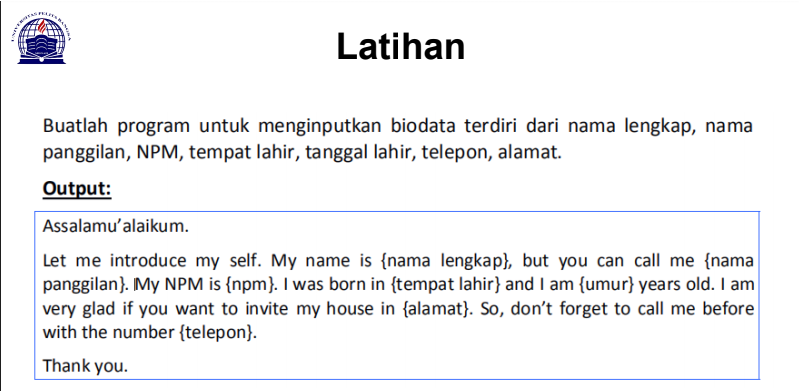 UNIVERSITAS PELITA BANGSA
Latihan
Buatlah program untuk menginputkan biodata terdiri dari nama lengkap, nama
panggilan, NPM, tempat lahir, tanggal lahir, telepon, alamat.
Output:
Assalamu’alaikum.
Let me introduce my self. My name is {nama lengkap}, but you can call me {nama
panggilan}. My NPM is {npm}. I was born in {tempat lahir} and I am {umur} years old. I am
very glad if you want to invite my house in {alamat}. So, don’t forget to call me before
with the number {telepon}.
Thank you.